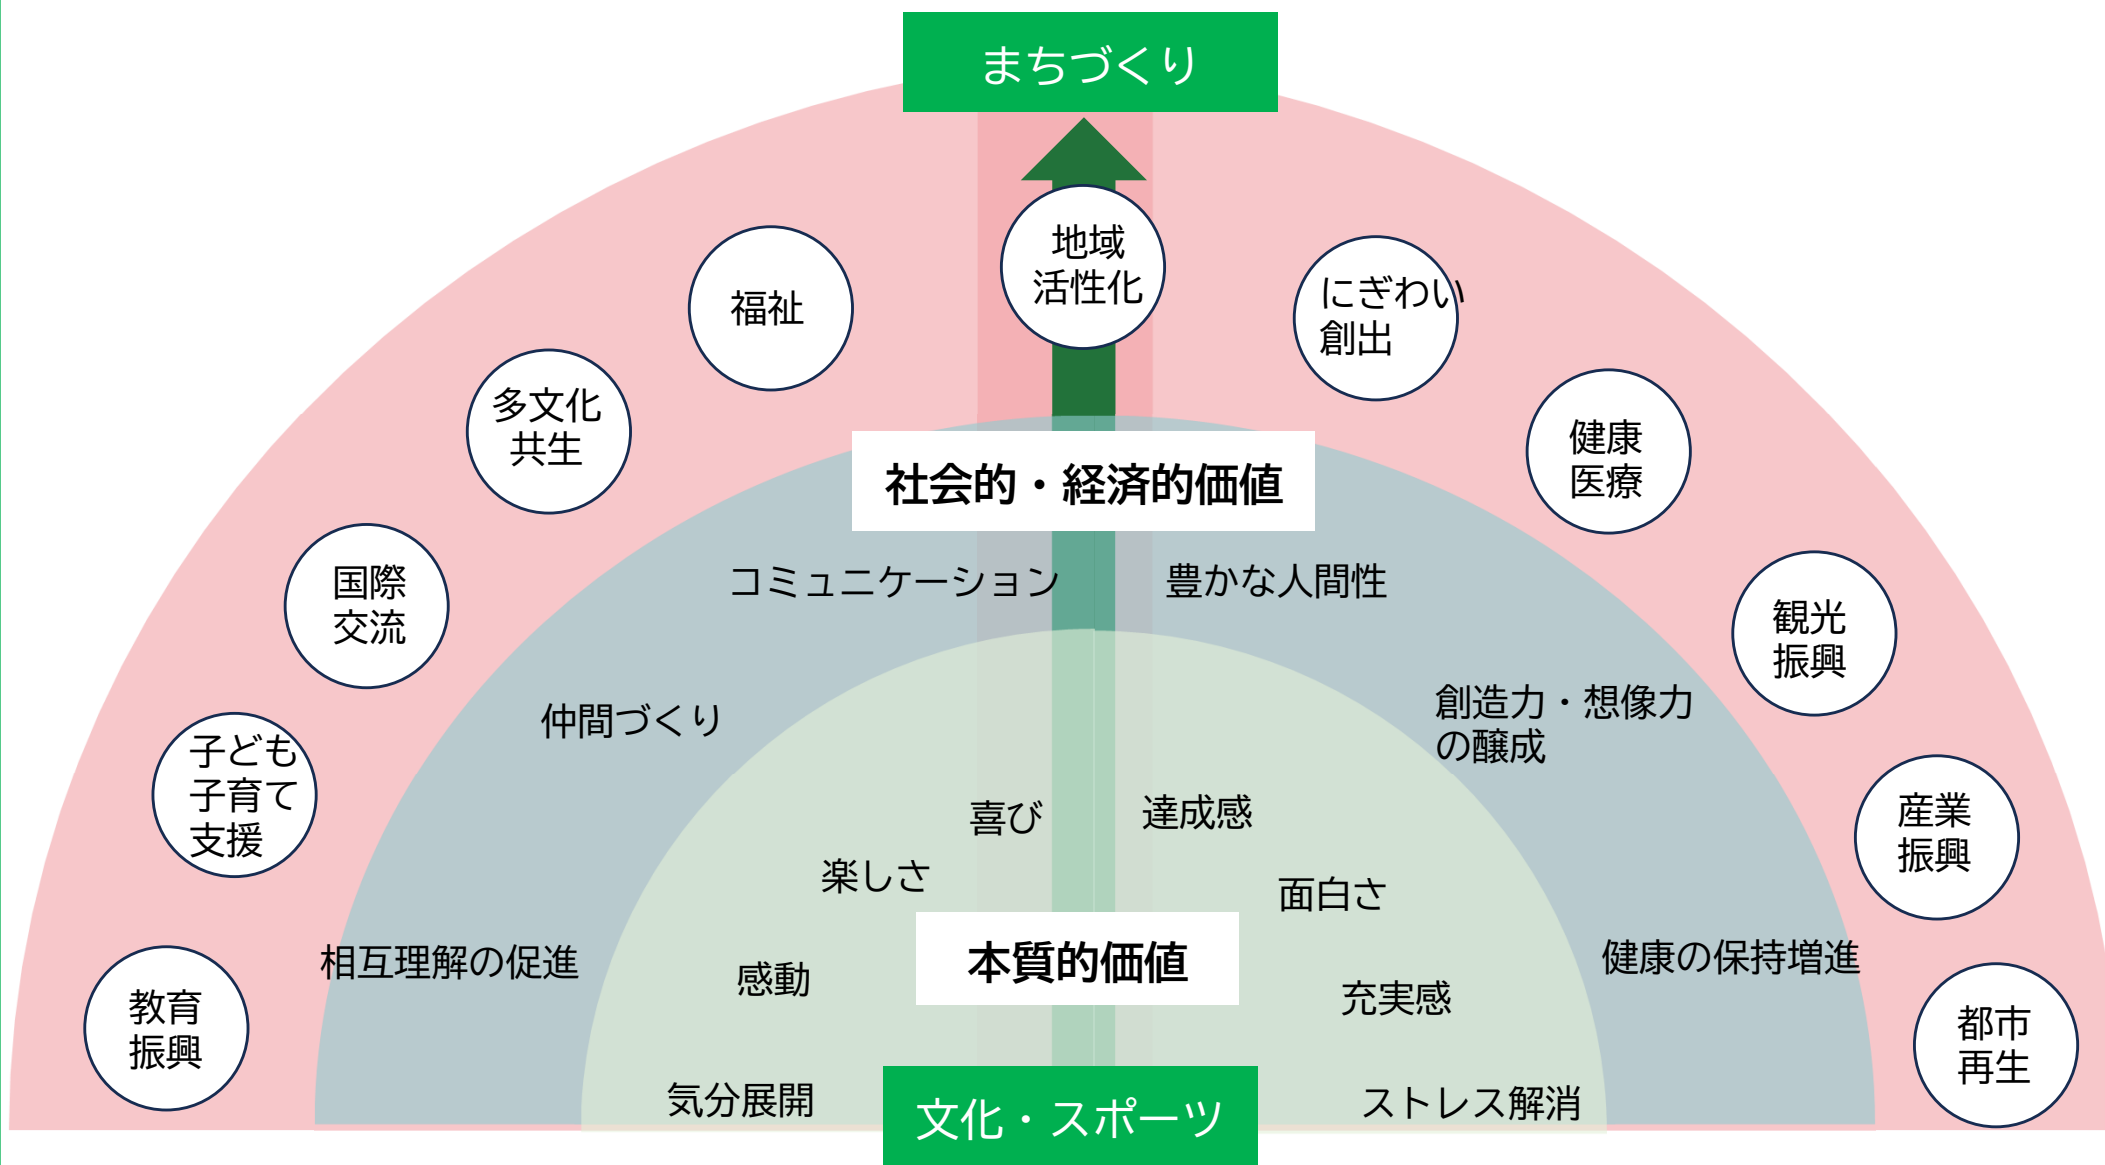 まちづくり
地域
活性化
福祉
にぎわい
創出
多文化
共生
健康
医療
社会的・経済的価値
国際
交流
コミュニケーション
豊かな人間性
観光
振興
仲間づくり
創造力・想像力
の醸成
子ども
子育て
支援
喜び
達成感
産業
振興
楽しさ
面白さ
相互理解の促進
感動
本質的価値
充実感
健康の保持増進
教育
振興
都市
再生
気分展開
文化・スポーツ
ストレス解消